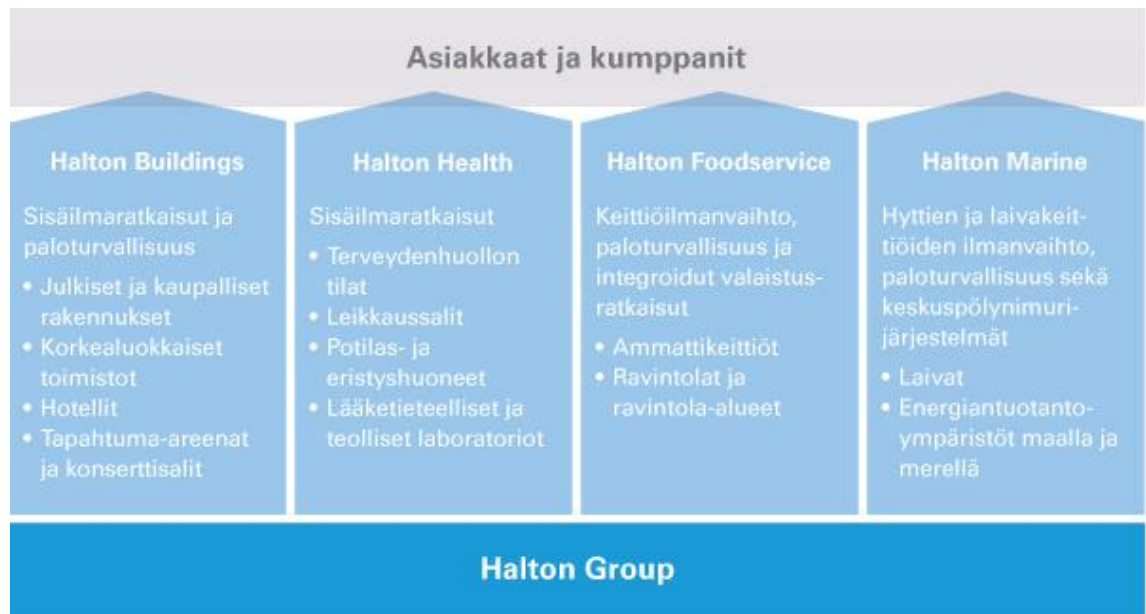 Asiakkaat ja kumppanit
Halton Buildings
Sisäilmaratkaisut ja
paloturvallisuus
• Julkiset ja kaupalliset
rakennukset
• Korkealuokkaiset
toimistot
• Hotellit
• Tapahtuma-areenat
ja konserttisalit
Halton Health
Sisäilmaratkaisut
• Terveydenhuollon
tilat
• Leikkaussalit
• Potilas- ja
eristyshuoneet
• Lääketieteelliset ja
teolliset laboratoriot
Halton Foodservice
Keittiöilmanvaihto,
paloturvallisuus ja
integroidut valaistus-
ratkaisut
• Ammattikeittiöt
• Ravintolat ja
ravintola-alueet
Halton Marine
Hyttien ja laivakeit-
tiöiden ilmanvaihto,
paloturvallisuus sekä
keskuspölynimuri-
järjestelmät
• Laivat
• Energiantuotanto-
ympäristöt maalla ja
merellä
Halton Group